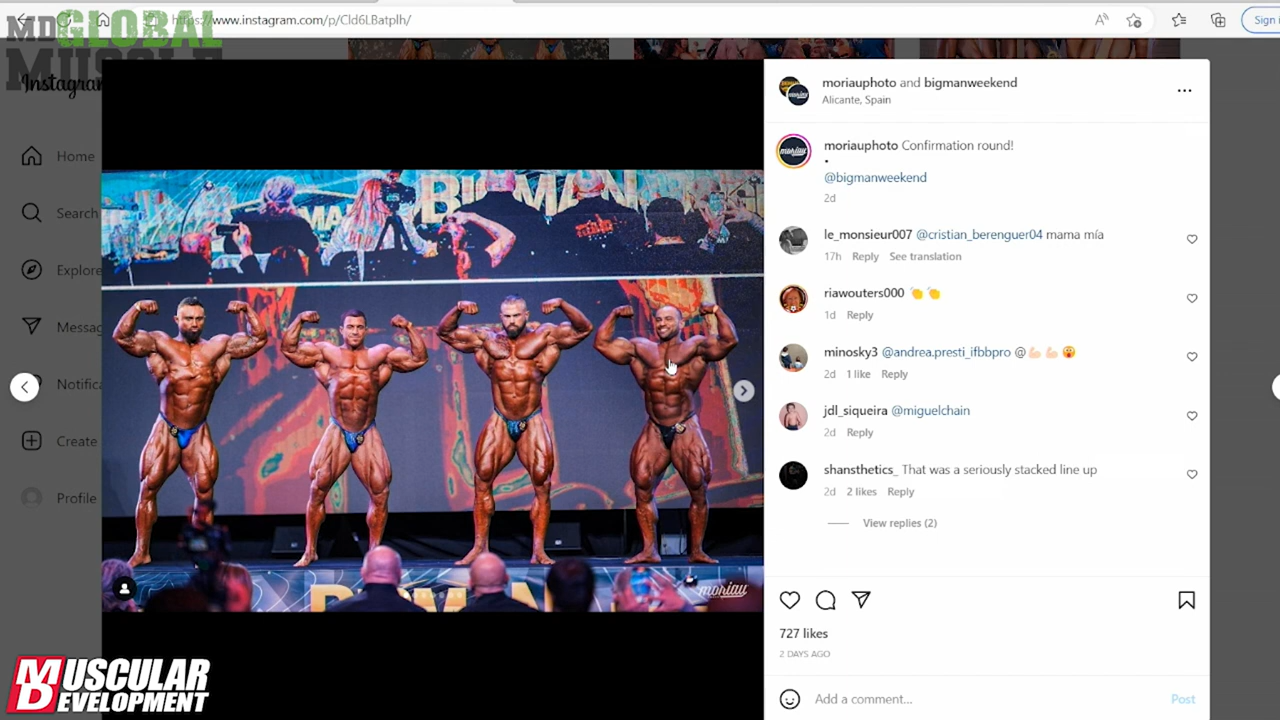 https://www.instagram.com/p/Cld6LBatplh/
Sign i
MD GLOBAL
MUSCLE
Instagram
Home
Search
Explore
Messag
Notifica
Create
Profile
BIGMAN
moriau
MUSCULAR
DEVELOPMENT
moriauphoto and bigmanweekend
Alicante, Spain
moriauphoto Confirmation round!
•
@bigmanweekend
2d
le_monsieur007 @cristian_berenguer04 mama mía
17h Reply See translation
riawouters000 👏 👏
1d Reply
minosky3 @andrea.presti_ifbbpro @💪🏻💪🏻😱
2d 1 like Reply
jdl_siqueira @miguelchain
2d Reply
shansthetics_ That was a seriously stacked line up
2d 2 likes Reply
View replies (2)
727 likes
2 DAYS AGO
Add a comment...
Post